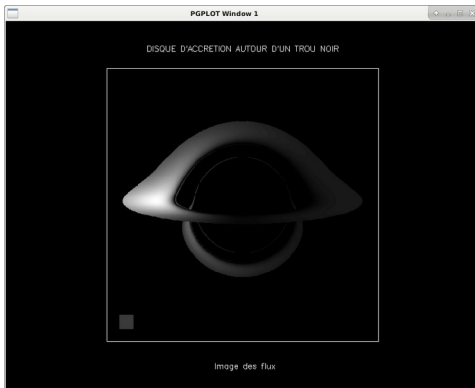 PGPLOT Window 1
DISQUE D'ACCRETION AUTOUR D'UN TROU NOIR
Image des flux